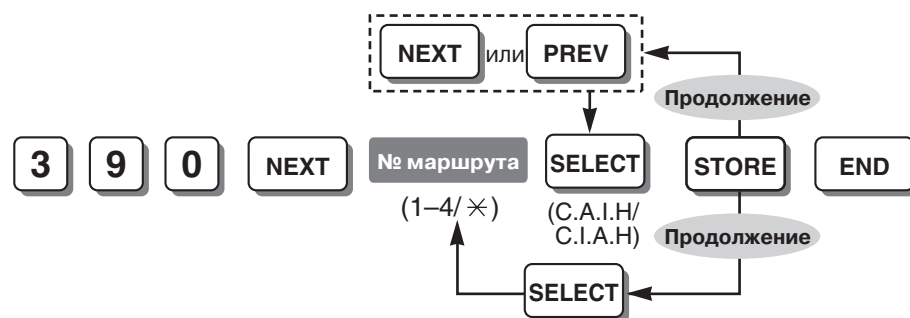 NEXT или PREV
Продолжение
3 9 0 NEXT № маршрута SELECT STORE END
(1–4/✳) (C.A.I.H/
C.I.A.H)
Продолжение
SELECT